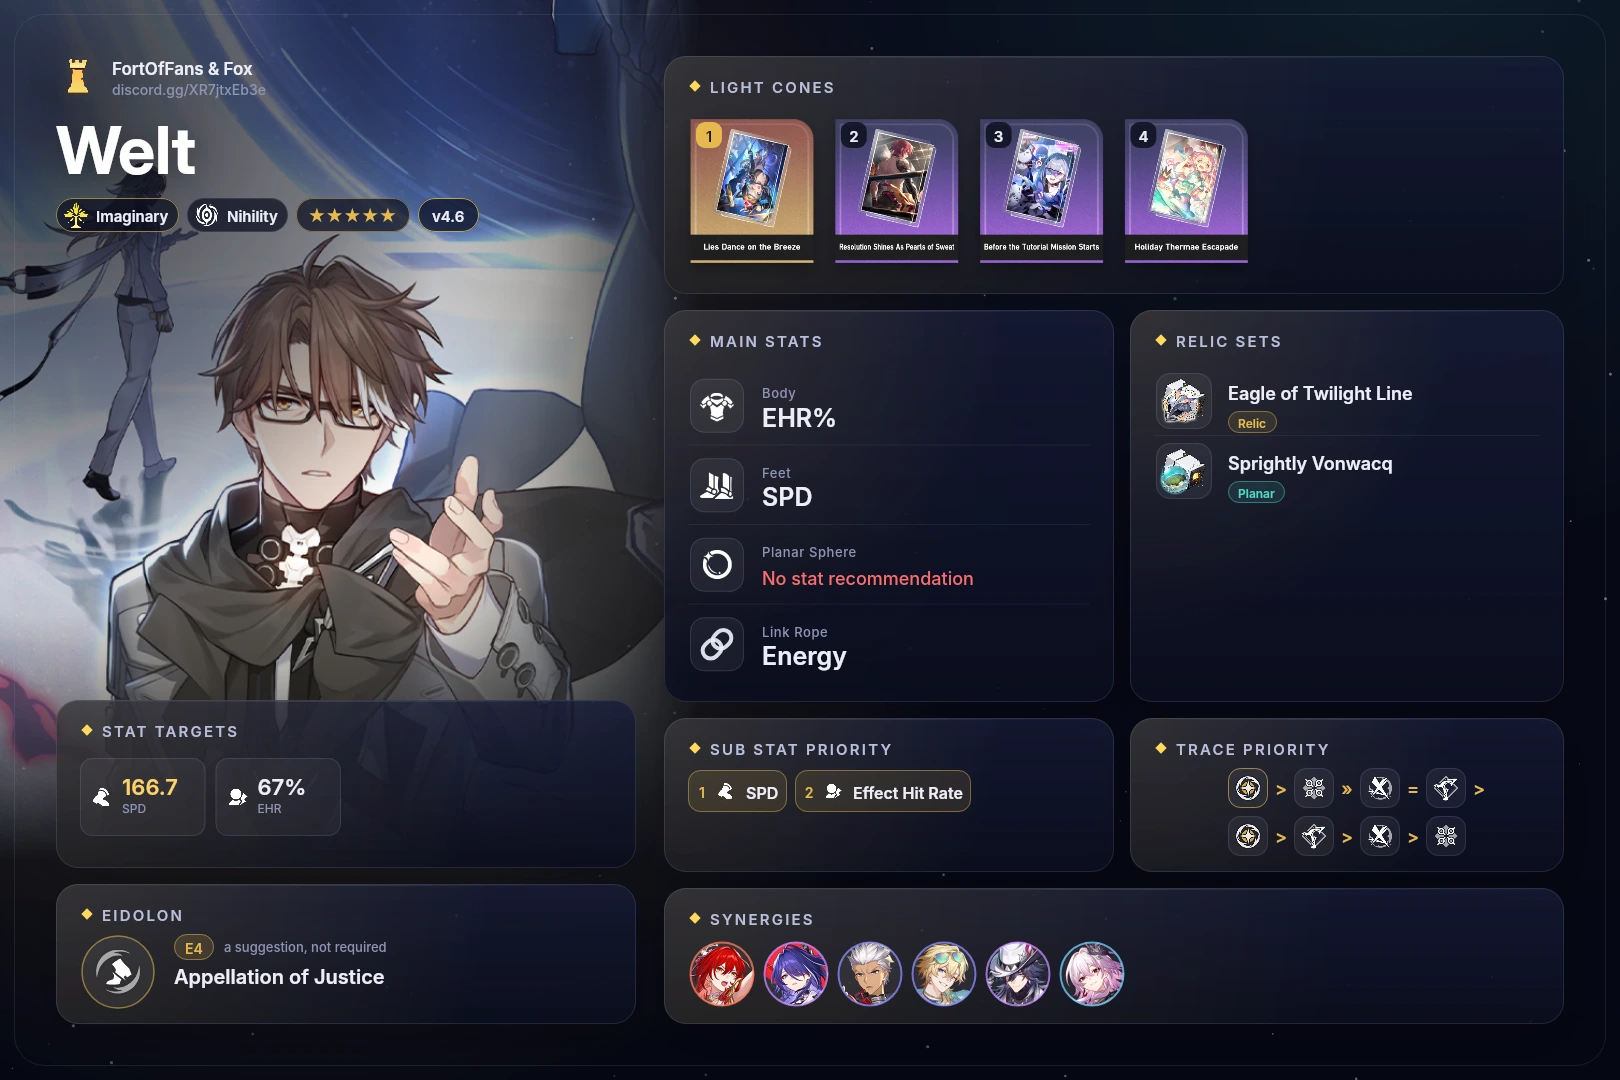 FortOfFans & Fox
discord.gg/XR7jtxEb3e
Welt
Imaginary
Nihility
★★★★★
v4.6
LIGHT CONES
1
2
3
4
Lies Dance on the Breeze
Resolution Shines As Pearls of Sweat
Before the Tutorial Mission Starts
Holiday Thermae Escapade
MAIN STATS
Body
EHR%
Feet
SPD
Planar Sphere
No stat recommendation
Link Rope
Energy
RELIC SETS
Eagle of Twilight Line
Relic
Sprightly Vonwacq
Planar
STAT TARGETS
166.7
SPD
67%
EHR
SUB STAT PRIORITY
1 SPD
2 Effect Hit Rate
TRACE PRIORITY
> » = >
> > >
EIDOLON
E4 a suggestion, not required
Appellation of Justice
SYNERGIES